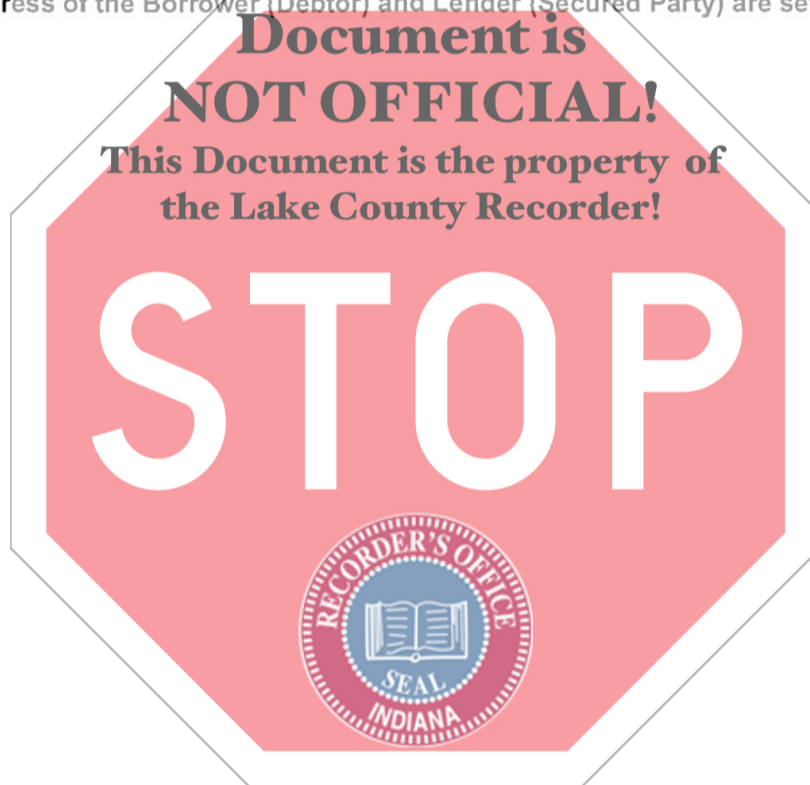 ress of the Borrower (Debtor) and Lender (Secured Party) are se
Document is
NOT OFFICIAL!
This Document is the property of
the Lake County Recorder!
STOP
RECORDER'S OFFICE
SEAL
INDIANA